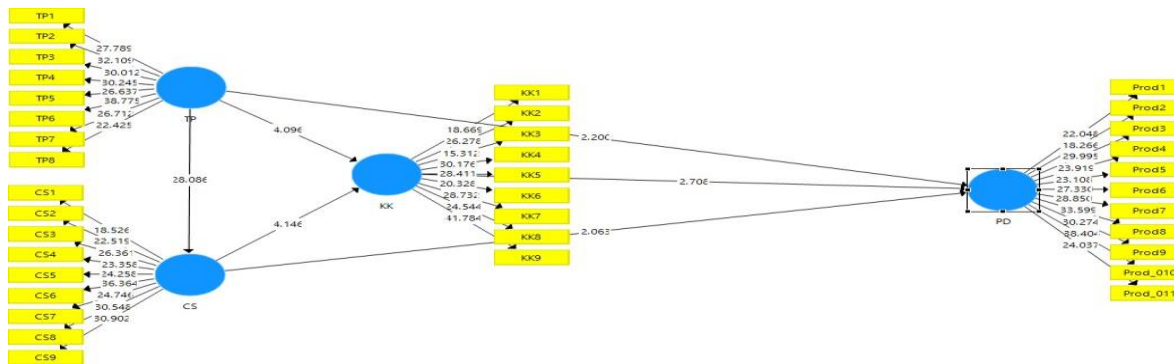 TP1
TP2
TP3
TP4
TP5
TP6
TP7
TP8
27.789
32.109
30.012
30.245
26.637
38.775
26.712
22.425
TP
4.096
28.086
CS1
CS2
CS3
CS4
CS5
CS6
CS7
CS8
CS9
18.526
22.519
26.361
23.358
24.258
36.364
24.746
30.548
30.902
CS
4.146
KK
18.669
26.278
15.312
30.176
28.411
20.328
28.732
24.544
41.784
KK1
KK2
KK3
KK4
KK5
KK6
KK7
KK8
KK9
2.200
2.708
2.063
PD
22.048
18.266
29.995
23.919
23.108
27.330
28.850
33.599
30.274
38.404
24.037
Prod1
Prod2
Prod3
Prod4
Prod5
Prod6
Prod7
Prod8
Prod9
Prod_010
Prod_011